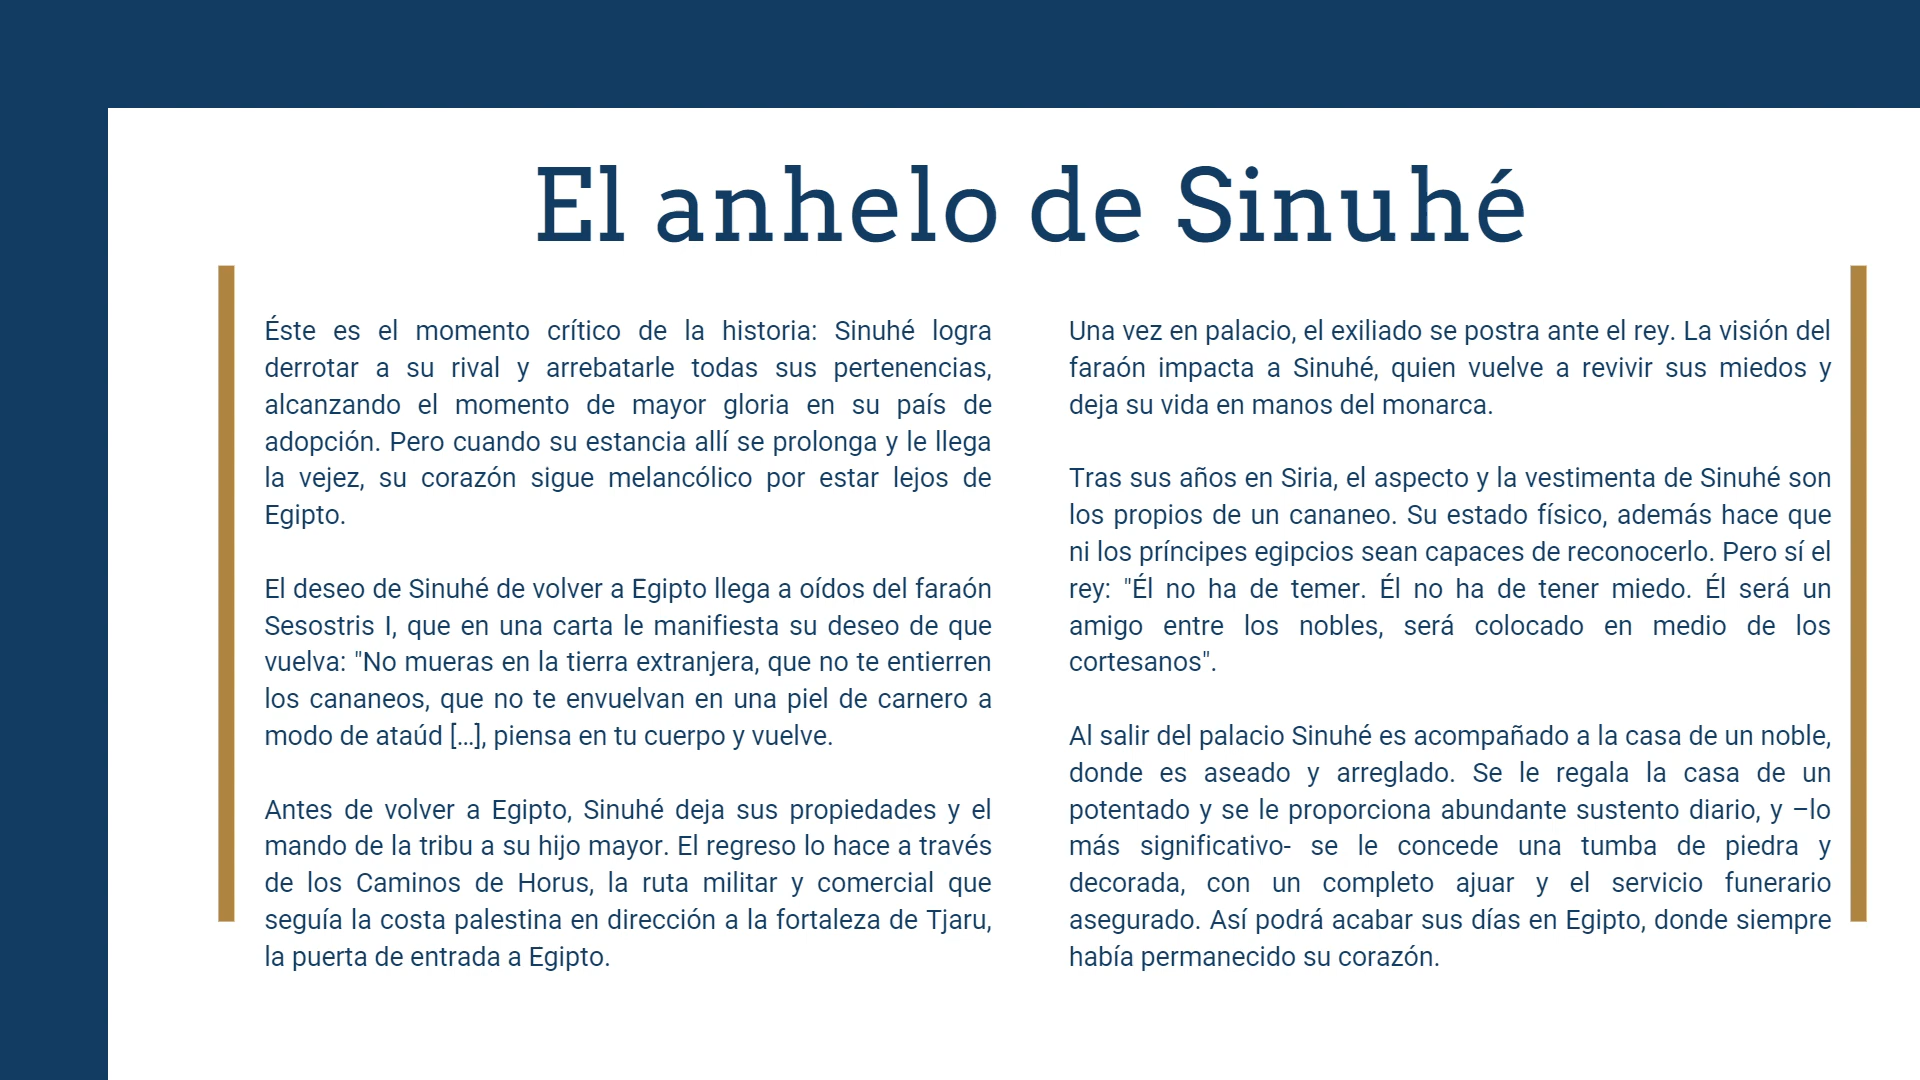 El anhelo de Sinuhé
Éste es el momento crítico de la historia: Sinuhé logra
derrotar a su rival y arrebatarle todas sus pertenencias,
alcanzando el momento de mayor gloria en su país de
adopción. Pero cuando su estancia allí se prolonga y le llega
la vejez, su corazón sigue melancólico por estar lejos de
Egipto.
El deseo de Sinuhé de volver a Egipto llega a oídos del faraón
Sesostris I, que en una carta le manifiesta su deseo de que
vuelva: "No mueras en la tierra extranjera, que no te entierren
los cananeos, que no te envuelvan en una piel de carnero a
modo de ataúd [...], piensa en tu cuerpo y vuelve.
Antes de volver a Egipto, Sinuhé deja sus propiedades y el
mando de la tribu a su hijo mayor. El regreso lo hace a través
de los Caminos de Horus, la ruta militar y comercial que
seguía la costa palestina en dirección a la fortaleza de Tjaru,
la puerta de entrada a Egipto.
Una vez en palacio, el exiliado se postra ante el rey. La visión del
faraón impacta a Sinuhé, quien vuelve a revivir sus miedos y
deja su vida en manos del monarca.
Tras sus años en Siria, el aspecto y la vestimenta de Sinuhé son
los propios de un cananeo. Su estado físico, además hace que
ni los príncipes egipcios sean capaces de reconocerlo. Pero sí el
rey: "Él no ha de temer. Él no ha de tener miedo. Él será un
amigo entre los nobles, será colocado en medio de los
cortesanos".
Al salir del palacio Sinuhé es acompañado a la casa de un noble,
donde es aseado y arreglado. Se le regala la casa de un
potentado y se le proporciona abundante sustento diario, y –lo
más significativo- se le concede una tumba de piedra y
decorada, con un completo ajuar y el servicio funerario
asegurado. Así podrá acabar sus días en Egipto, donde siempre
había permanecido su corazón.